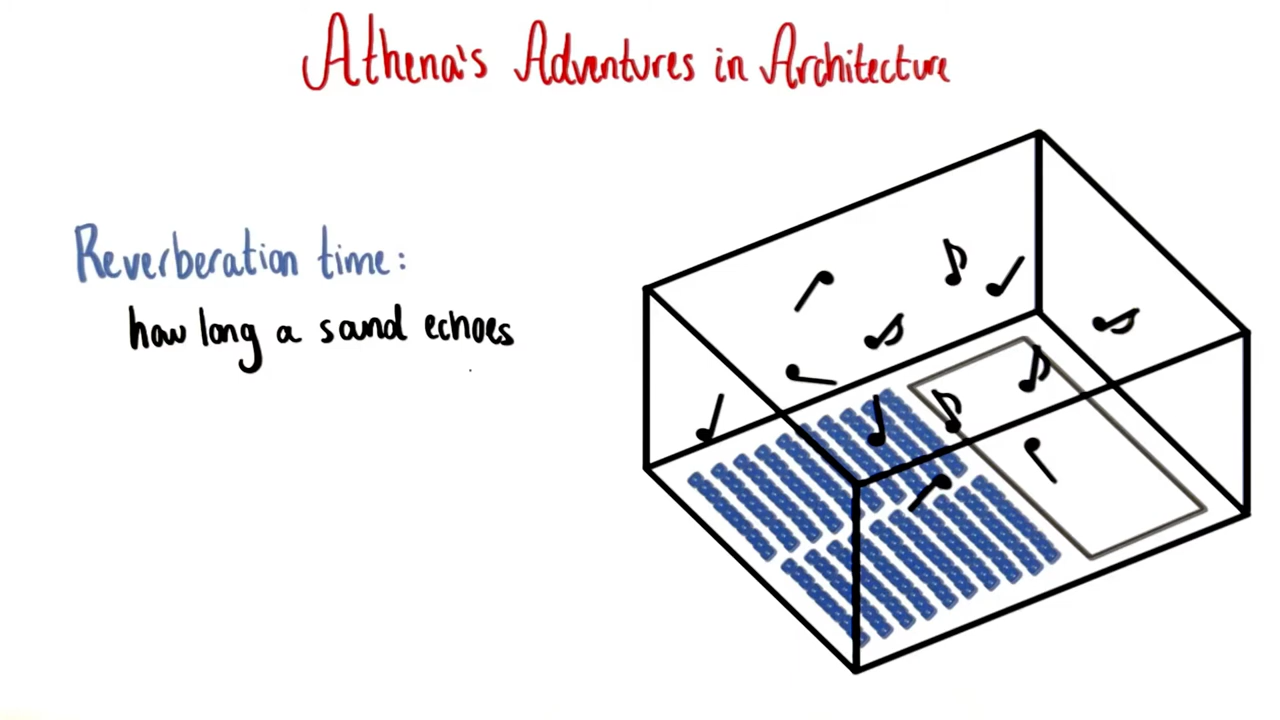 Athena's Adventures in Architecture
Reverberation time:
how long a sound echoes